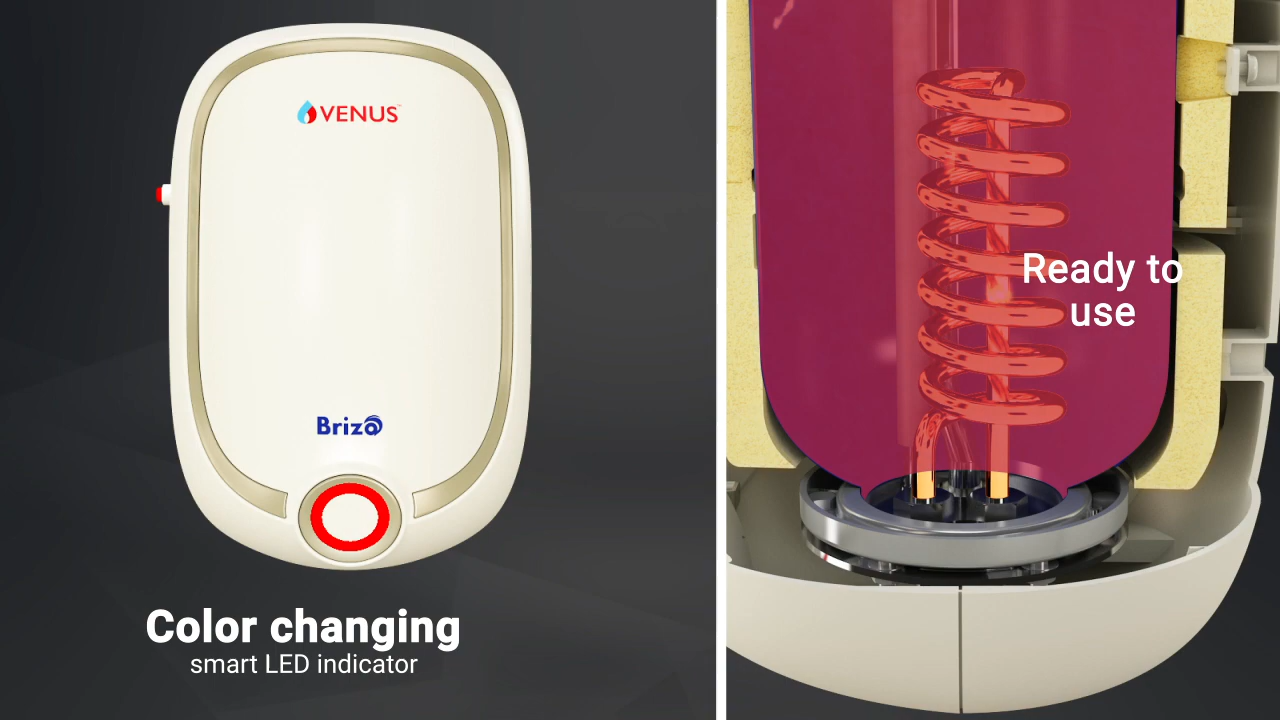 VENUS
Brizo
Color changing
smart LED indicator
Ready to
use